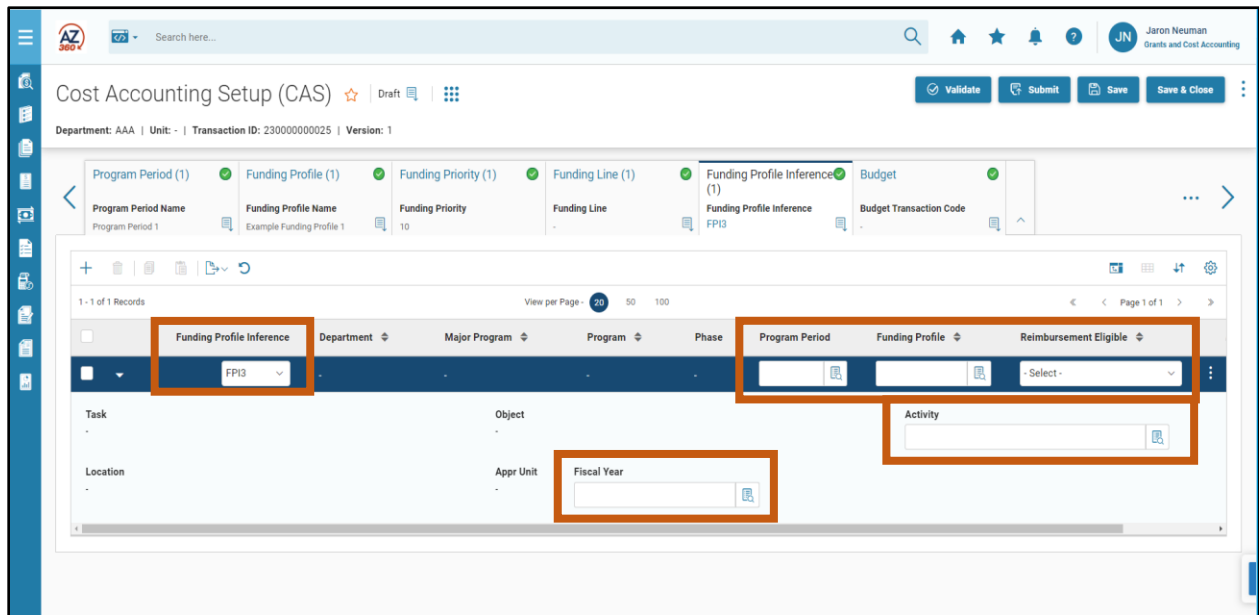 AZ
360
Search here...
?
JN
Jaron Neuman
Grants and Cost Accounting
Cost Accounting Setup (CAS)
Draft
Validate
Submit
Save
Save & Close
Department: AAA | Unit: - | Transaction ID: 230000000025 | Version: 1
Program Period (1)
Program Period Name
Program Period 1
Funding Profile (1)
Funding Profile Name
Example Funding Profile 1
Funding Priority (1)
Funding Priority
10
Funding Line (1)
Funding Line
-
Funding Profile Inference
(1)
Funding Profile Inference
FPI3
Budget
Budget Transaction Code
-
1 - 1 of 1 Records
View per Page - 20 50 100
Page 1 of 1
Funding Profile Inference Department Major Program Program Phase Program Period Funding Profile Reimbursement Eligible
FPI3 - - - - - Select -
Task Object Activity
- -
Location Appr Unit Fiscal Year
- -